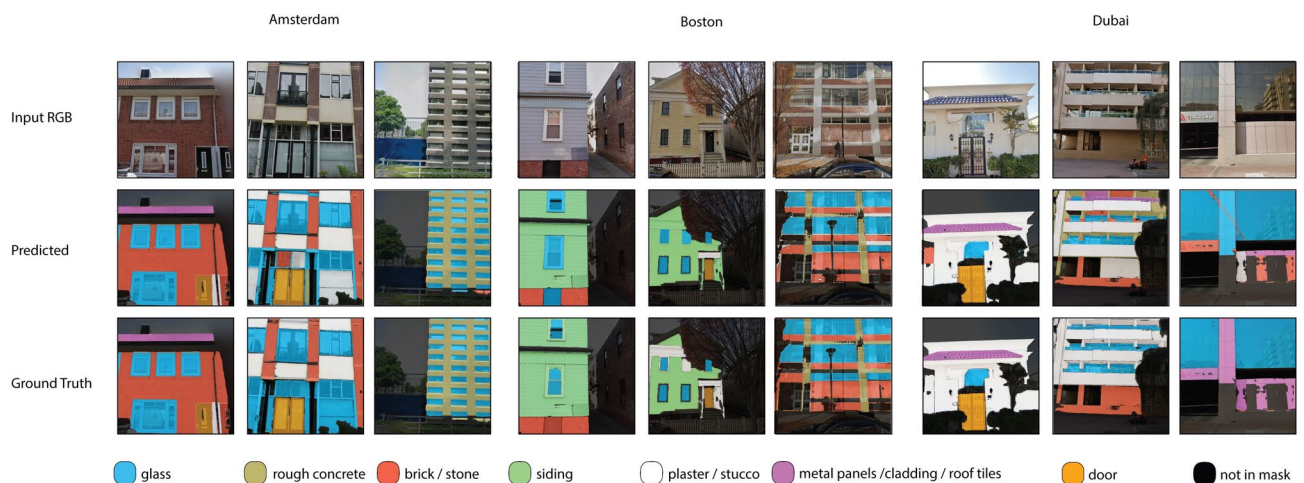 Amsterdam
Boston
Dubai
Input RGB
Predicted
Ground Truth
glass
rough concrete
brick / stone
siding
plaster / stucco
metal panels /cladding / roof tiles
door
not in mask